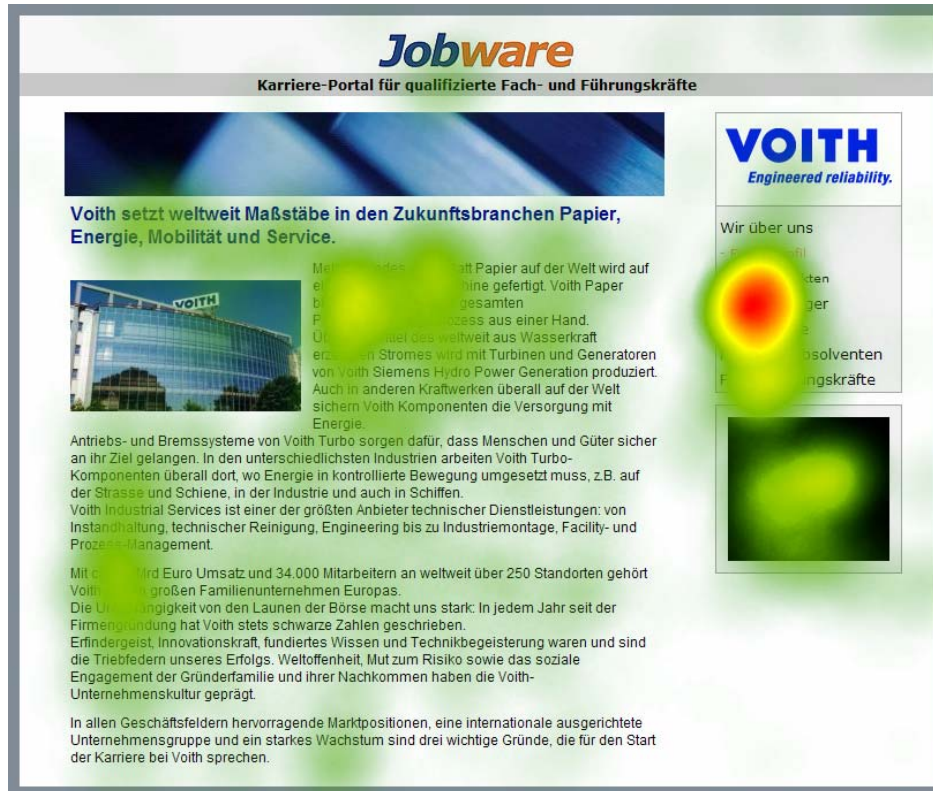 Jobware
Karriere-Portal für qualifizierte Fach- und Führungskräfte
VOITH
Engineered reliability.
Voith setzt weltweit Maßstäbe in den Zukunftsbranchen Papier,
Energie, Mobilität und Service.
att Papier auf der Welt wird auf
gefertigt. Voith Paper
gesamten
aus einer Hand.
des weltweit aus Wasserkraft
Stromes wird mit Turbinen und Generatoren
von Voith Siemens Hydro Power Generation produziert.
Auch in anderen Kraftwerken überall auf der Welt
sichern Voith Komponenten die Versorgung mit
Energie.
VOITH
Antriebs- und Bremssysteme von Voith Turbo sorgen dafür, dass Menschen und Güter sicher
an ihr Ziel gelangen. In den unterschiedlichsten Industrien arbeiten Voith Turbo-
Komponenten überall dort, wo Energie in kontrollierte Bewegung umgesetzt muss, z.B. auf
der Strasse und Schiene, in der Industrie und auch in Schiffen.
Voith Industrial Services ist einer der größten Anbieter technischer Dienstleistungen: von
Instandhaltung, technischer Reinigung, Engineering bis zu Industriemontage, Facility- und
Prozess-Management.
Mit Mrd Euro Umsatz und 34.000 Mitarbeitern an weltweit über 250 Standorten gehört
Voith großen Familienunternehmen Europas.
Die Unabhängigkeit von den Launen der Börse macht uns stark: In jedem Jahr seit der
Firmengründung hat Voith stets schwarze Zahlen geschrieben.
Erfindergeist, Innovationskraft, fundiertes Wissen und Technikbegeisterung waren und sind
die Triebfedern unseres Erfolgs. Weltoffenheit, Mut zum Risiko sowie das soziale
Engagement der Gründerfamilie und ihrer Nachkommen haben die Voith-
Unternehmenskultur geprägt.
In allen Geschäftsfeldern hervorragende Marktpositionen, eine internationale ausgerichtete
Unternehmensgruppe und ein starkes Wachstum sind drei wichtige Gründe, die für den Start
der Karriere bei Voith sprechen.
Wir über uns